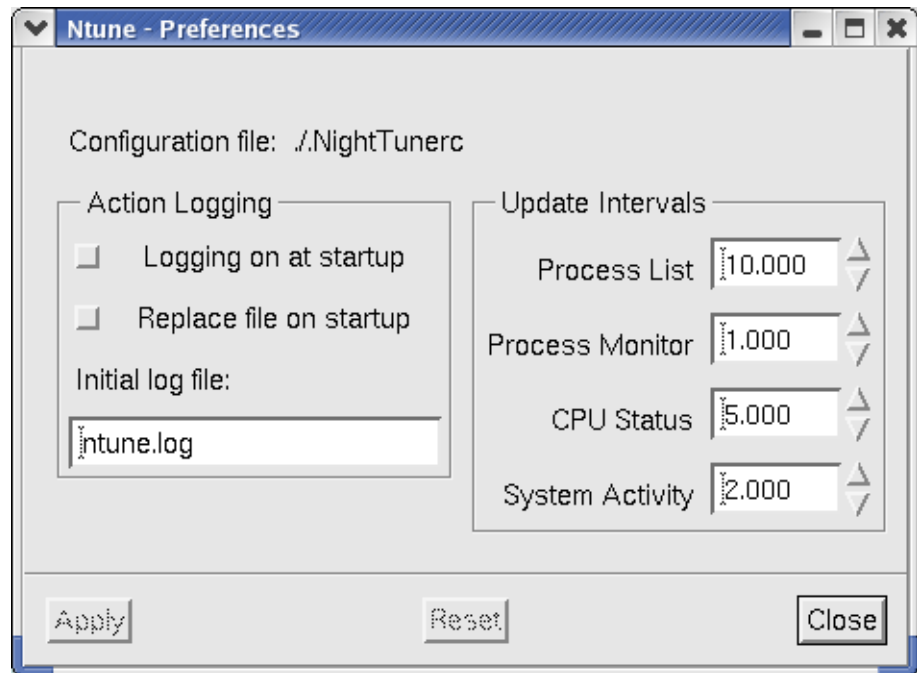 Ntune - Preferences
Configuration file: ./.NightTunerc
Action Logging
Logging on at startup
Replace file on startup
Initial log file:
ntune.log
Update Intervals
Process List 10.000
Process Monitor 1.000
CPU Status 5.000
System Activity 2.000
Apply Reset Close